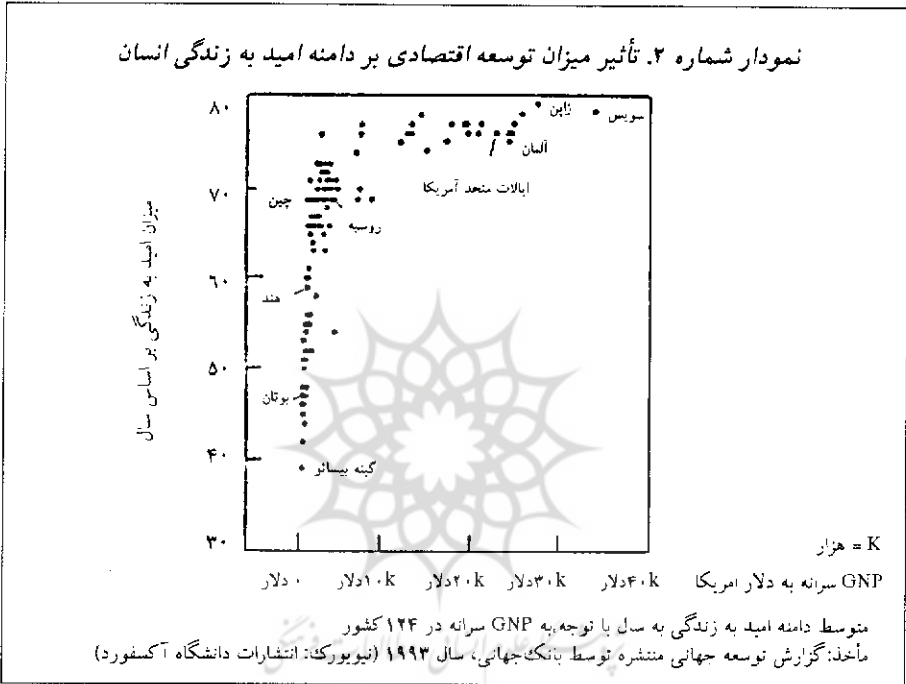 نمودار شماره ۲. تأثیر میزان توسعه اقتصادی بر دامنه امید به زندگی انسان
میزان امید به زندگی بر اساس سال
۸۰
۷۰
۶۰
۵۰
۴۰
۳۰
ژاپن
سویس
آلمان
ایالات متحد آمریکا
چین
روسیه
هند
بوتان
گینه بیسائو
K = هزار
GNP سرانه به دلار امریکا
۰ دلار
۱۰k دلار
۲۰k دلار
۳۰k دلار
۴۰k دلار
متوسط دامنه امید به زندگی به سال با توجه به GNP سرانه در ۱۲۴ کشور
مأخذ: گزارش توسعه جهانی منتشره توسط بانک جهانی، سال ۱۹۹۳ (نیویورک: انتشارات دانشگاه آکسفورد)